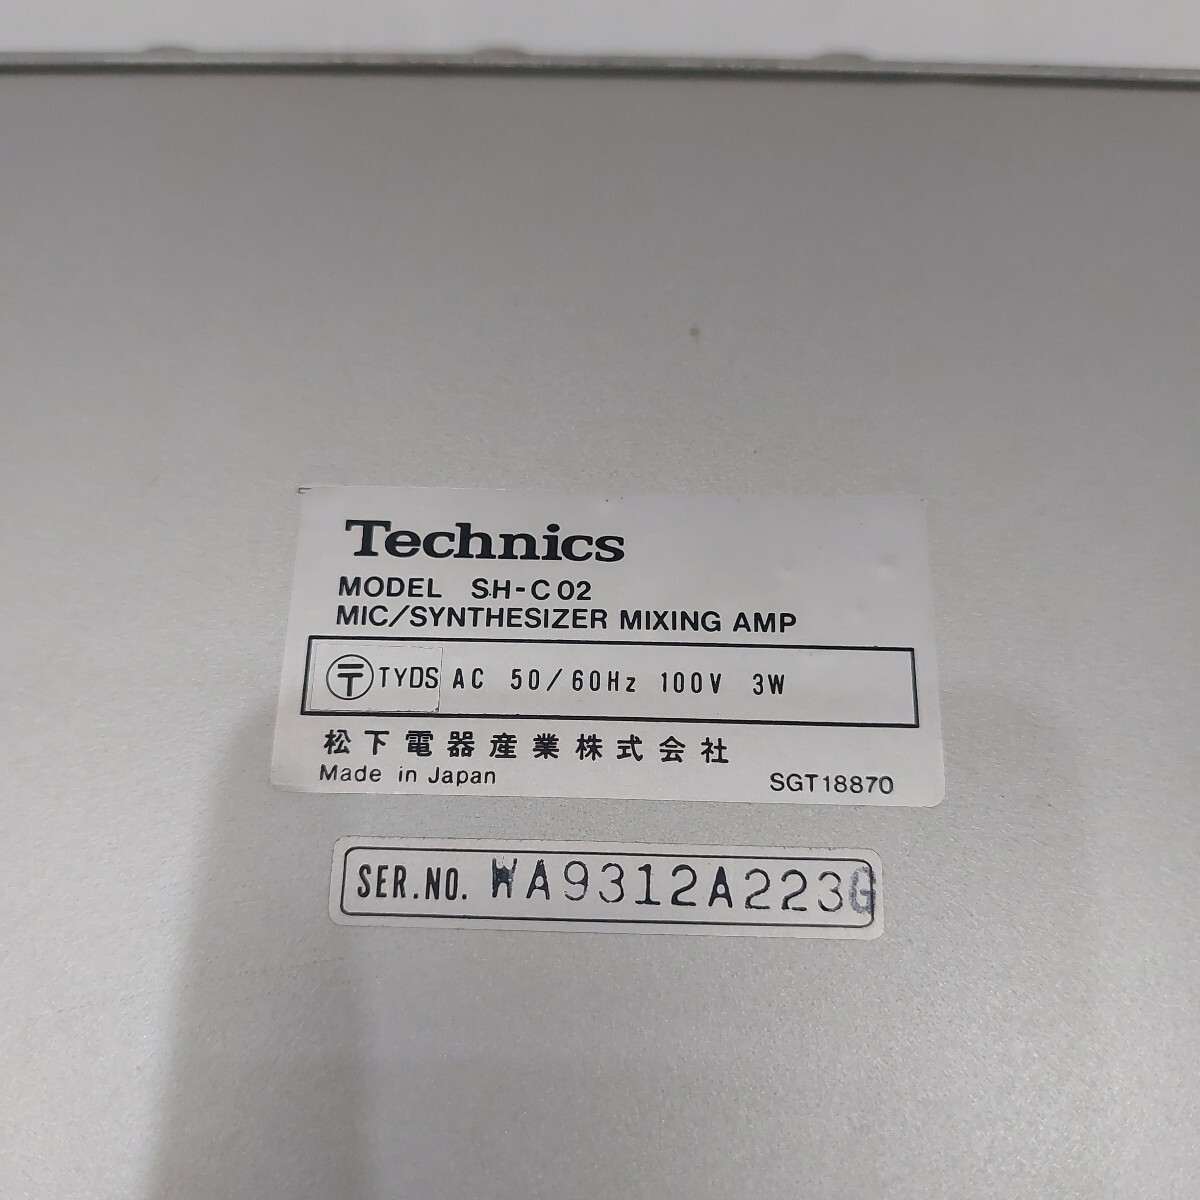 Technics
MODEL SH-C02
MIC/SYNTHESIZER MIXING AMP
〒 TYDS AC 50/60Hz 100V 3W
松下電器産業株式会社
Made in Japan
SGT18870
SER.NO. WA9312A223G